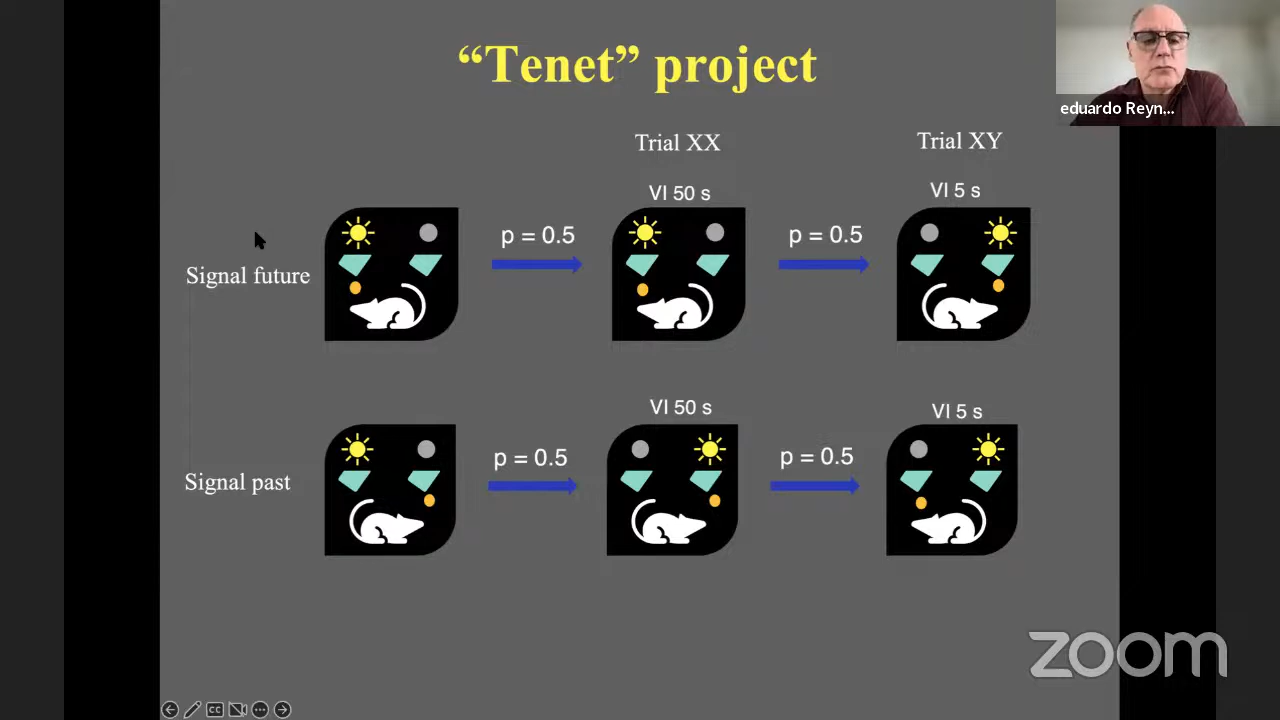 “Tenet” project
eduardo Reyn...
Trial XX
Trial XY
VI 50 s
VI 5 s
p = 0.5
p = 0.5
Signal future
VI 50 s
VI 5 s
p = 0.5
p = 0.5
Signal past
zoom
CC